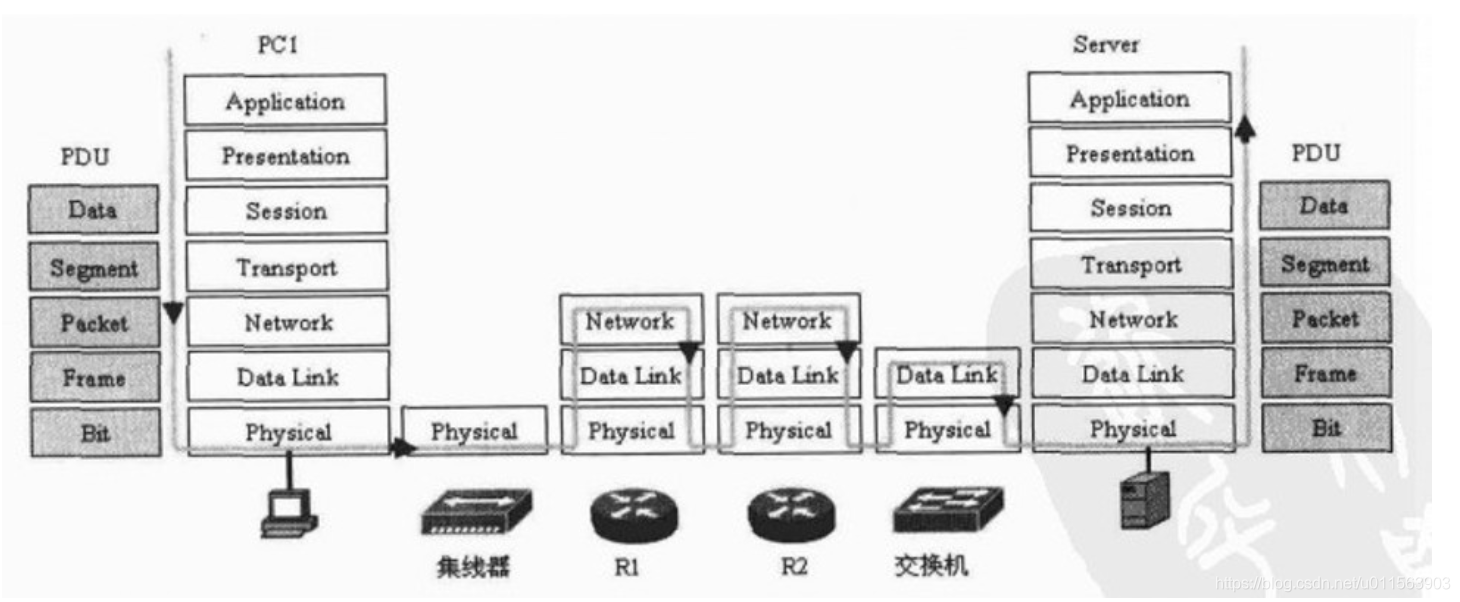 PC1
Server
Application
Application
PDU
Presentation
Presentation
PDU
Data
Session
Session
Data
Segment
Transport
Transport
Segment
Packet
Network
Network
Network
Network
Packet
Frame
Data Link
Data Link
Data Link
Data Link
Data Link
Frame
Bit
Physical
Physical
Physical
Physical
Physical
Physical
Bit
集线器
R1
R2
交换机
https://blog.csdn.net/u011563903